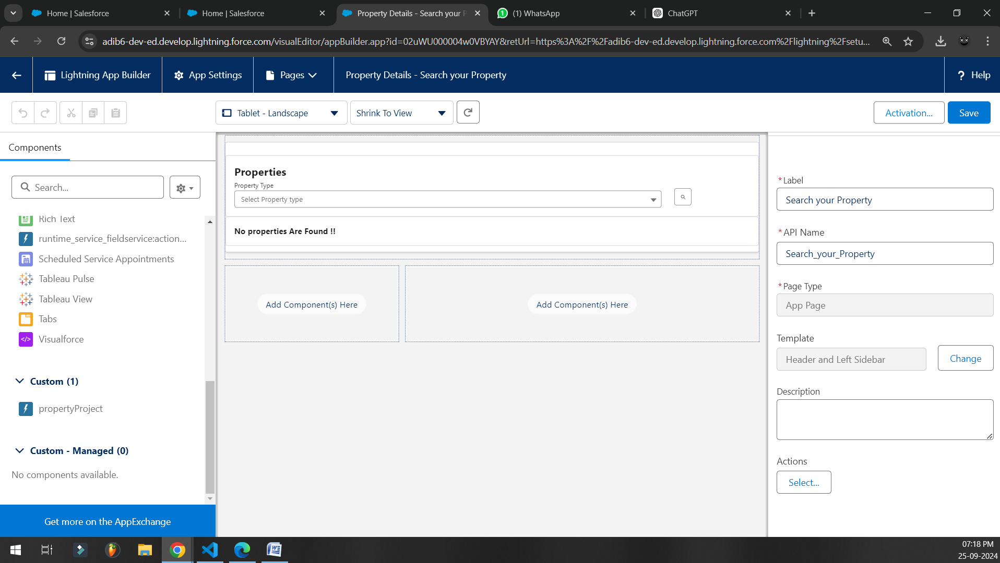 Home | Salesforce
Home | Salesforce
Property Details - Search your P
(1) WhatsApp
ChatGPT
adib6-dev-ed.develop.lightning.force.com/visualEditor/appBuilder.app?id=02uWU000004w0VBYAY&retUrl=https%3A%2F%2Fadib6-dev-ed.develop.lightning.force.com%2Flightning%2Fsetu...
Lightning App Builder
App Settings
Pages
Property Details - Search your Property
? Help
Tablet - Landscape
Shrink To View
Activation...
Save
Components
Search...
Rich Text
runtime_service_fieldservice:action...
Scheduled Service Appointments
Tableau Pulse
Tableau View
Tabs
Visualforce
Custom (1)
propertyProject
Custom - Managed (0)
No components available.
Get more on the AppExchange
Properties
Property Type
Select Property type
No properties Are Found !!
Add Component(s) Here
Add Component(s) Here
*Label
Search your Property
*API Name
Search_your_Property
*Page Type
App Page
Template
Header and Left Sidebar
Change
Description
Actions
Select...
07:18 PM
25-09-2024